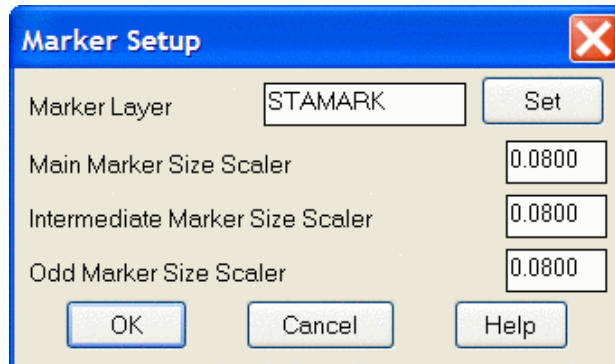 Marker Setup
Marker Layer STAMARK Set
Main Marker Size Scaler 0.0800
Intermediate Marker Size Scaler 0.0800
Odd Marker Size Scaler 0.0800
OK Cancel Help